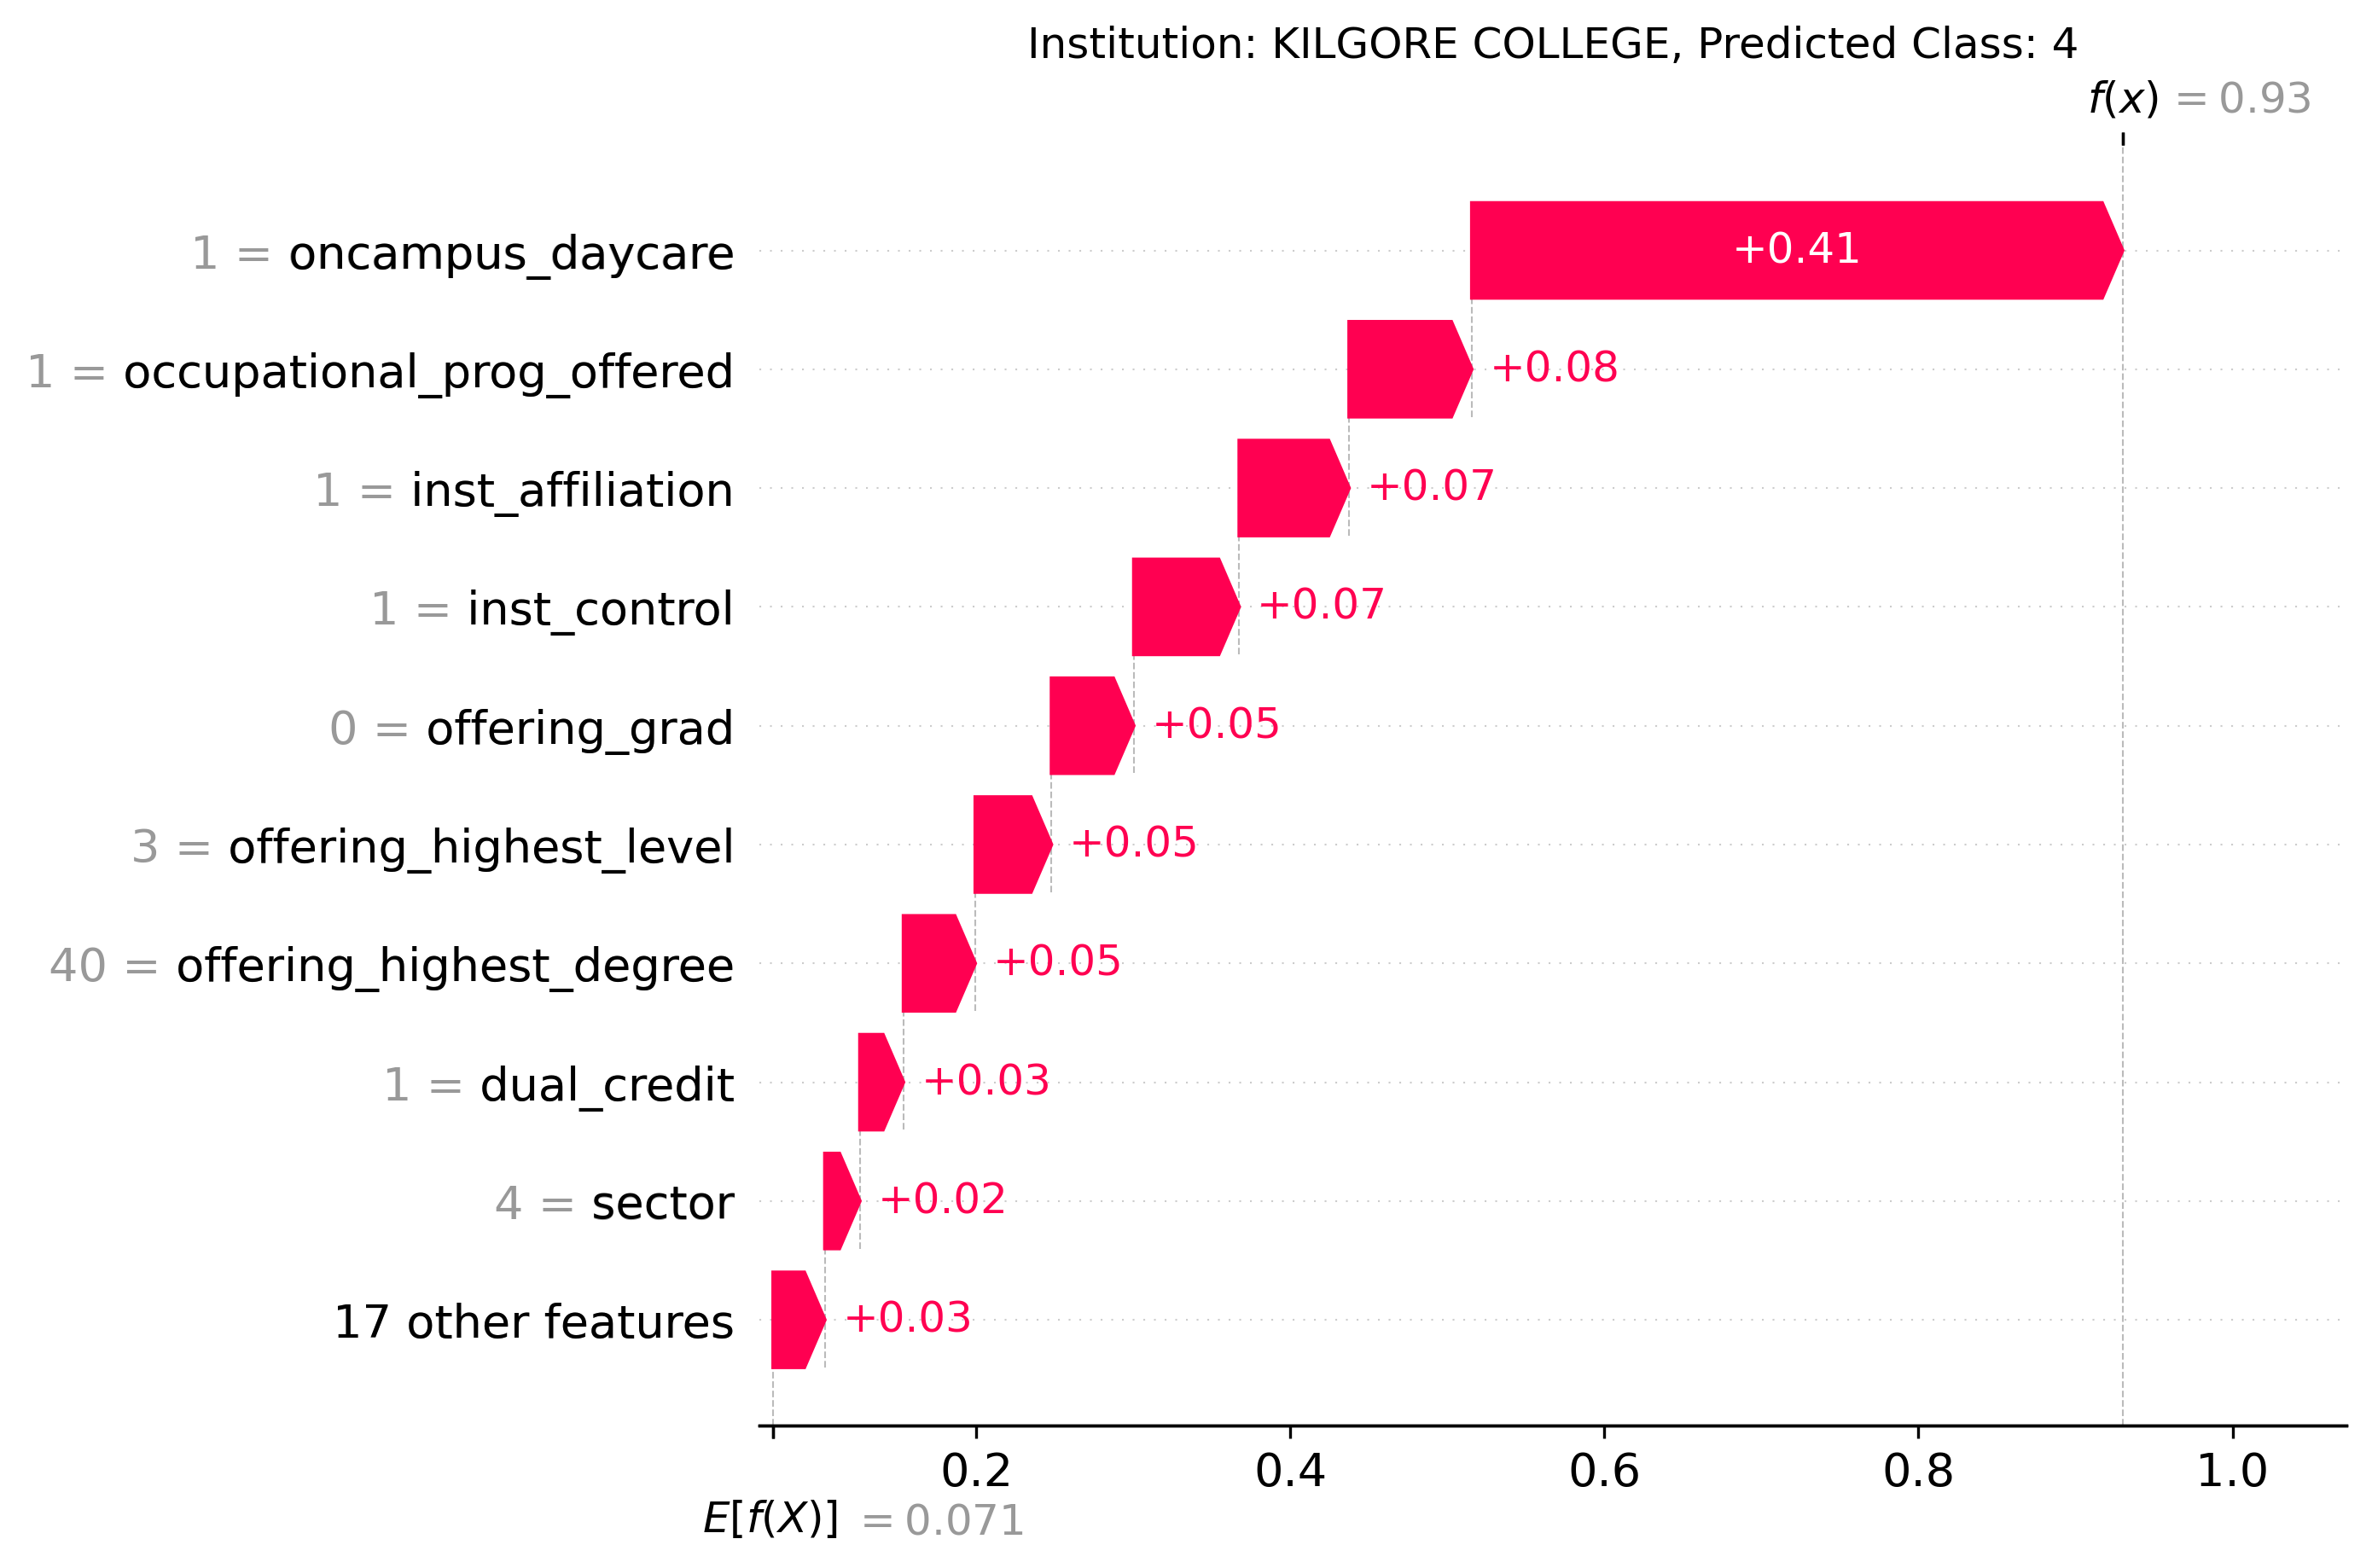 Institution: KILGORE COLLEGE, Predicted Class: 4
f(x) = 0.93
1 = oncampus_daycare +0.41
1 = occupational_prog_offered +0.08
1 = inst_affiliation +0.07
1 = inst_control +0.07
0 = offering_grad +0.05
3 = offering_highest_level +0.05
40 = offering_highest_degree +0.05
1 = dual_credit +0.03
4 = sector +0.02
17 other features +0.03
0.2 0.4 0.6 0.8 1.0
E[f(X)] = 0.071